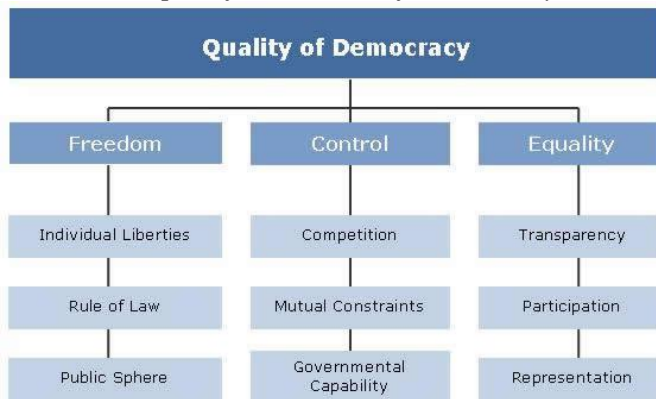 Quality of Democracy
Freedom
Control
Equality
Individual Liberties
Competition
Transparency
Rule of Law
Mutual Constraints
Participation
Public Sphere
Governmental
Capability
Representation